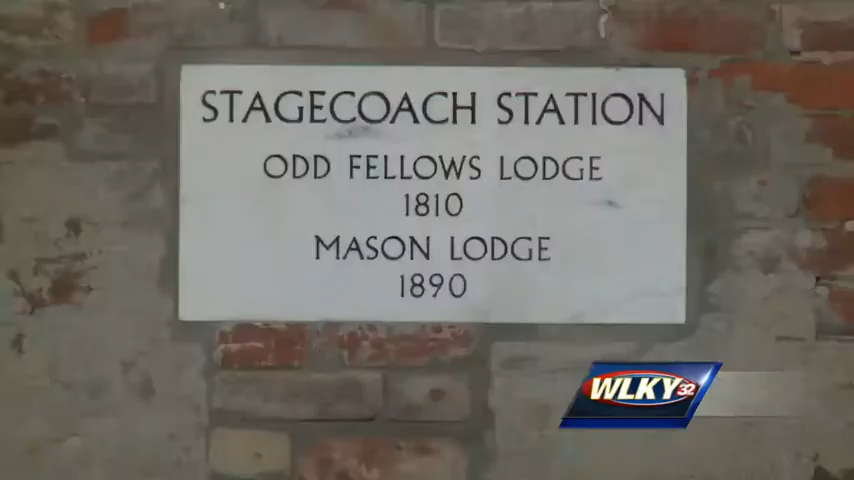 STAGECOACH STATION
ODD FELLOWS LODGE
1810
MASON LODGE
1890
WLKY 32